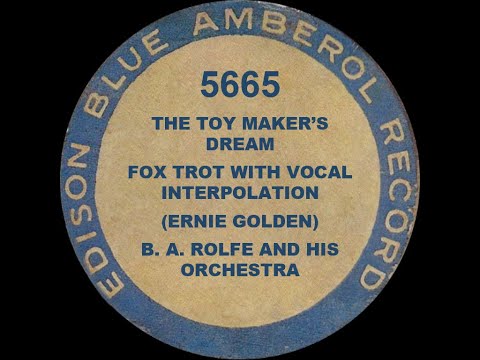 EDISON BLUE AMBEROL RECORD
5665
THE TOY MAKER'S
DREAM
FOX TROT WITH VOCAL
INTERPOLATION
(ERNIE GOLDEN)
B. A. ROLFE AND HIS
ORCHESTRA